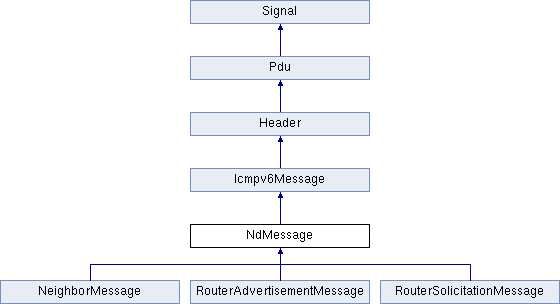 Signal
Pdu
Header
Icmpv6Message
NdMessage
NeighborMessage
RouterAdvertisementMessage
RouterSolicitationMessage